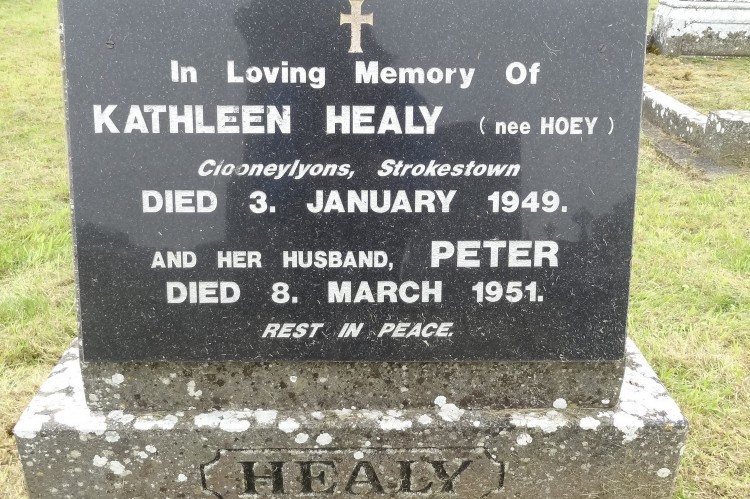 In Loving Memory Of
KATHLEEN HEALY (nee HOEY)
Clooneylyons, Strokestown
DIED 3. JANUARY 1949.
AND HER HUSBAND, PETER
DIED 8. MARCH 1951.
REST IN PEACE.
HEALY